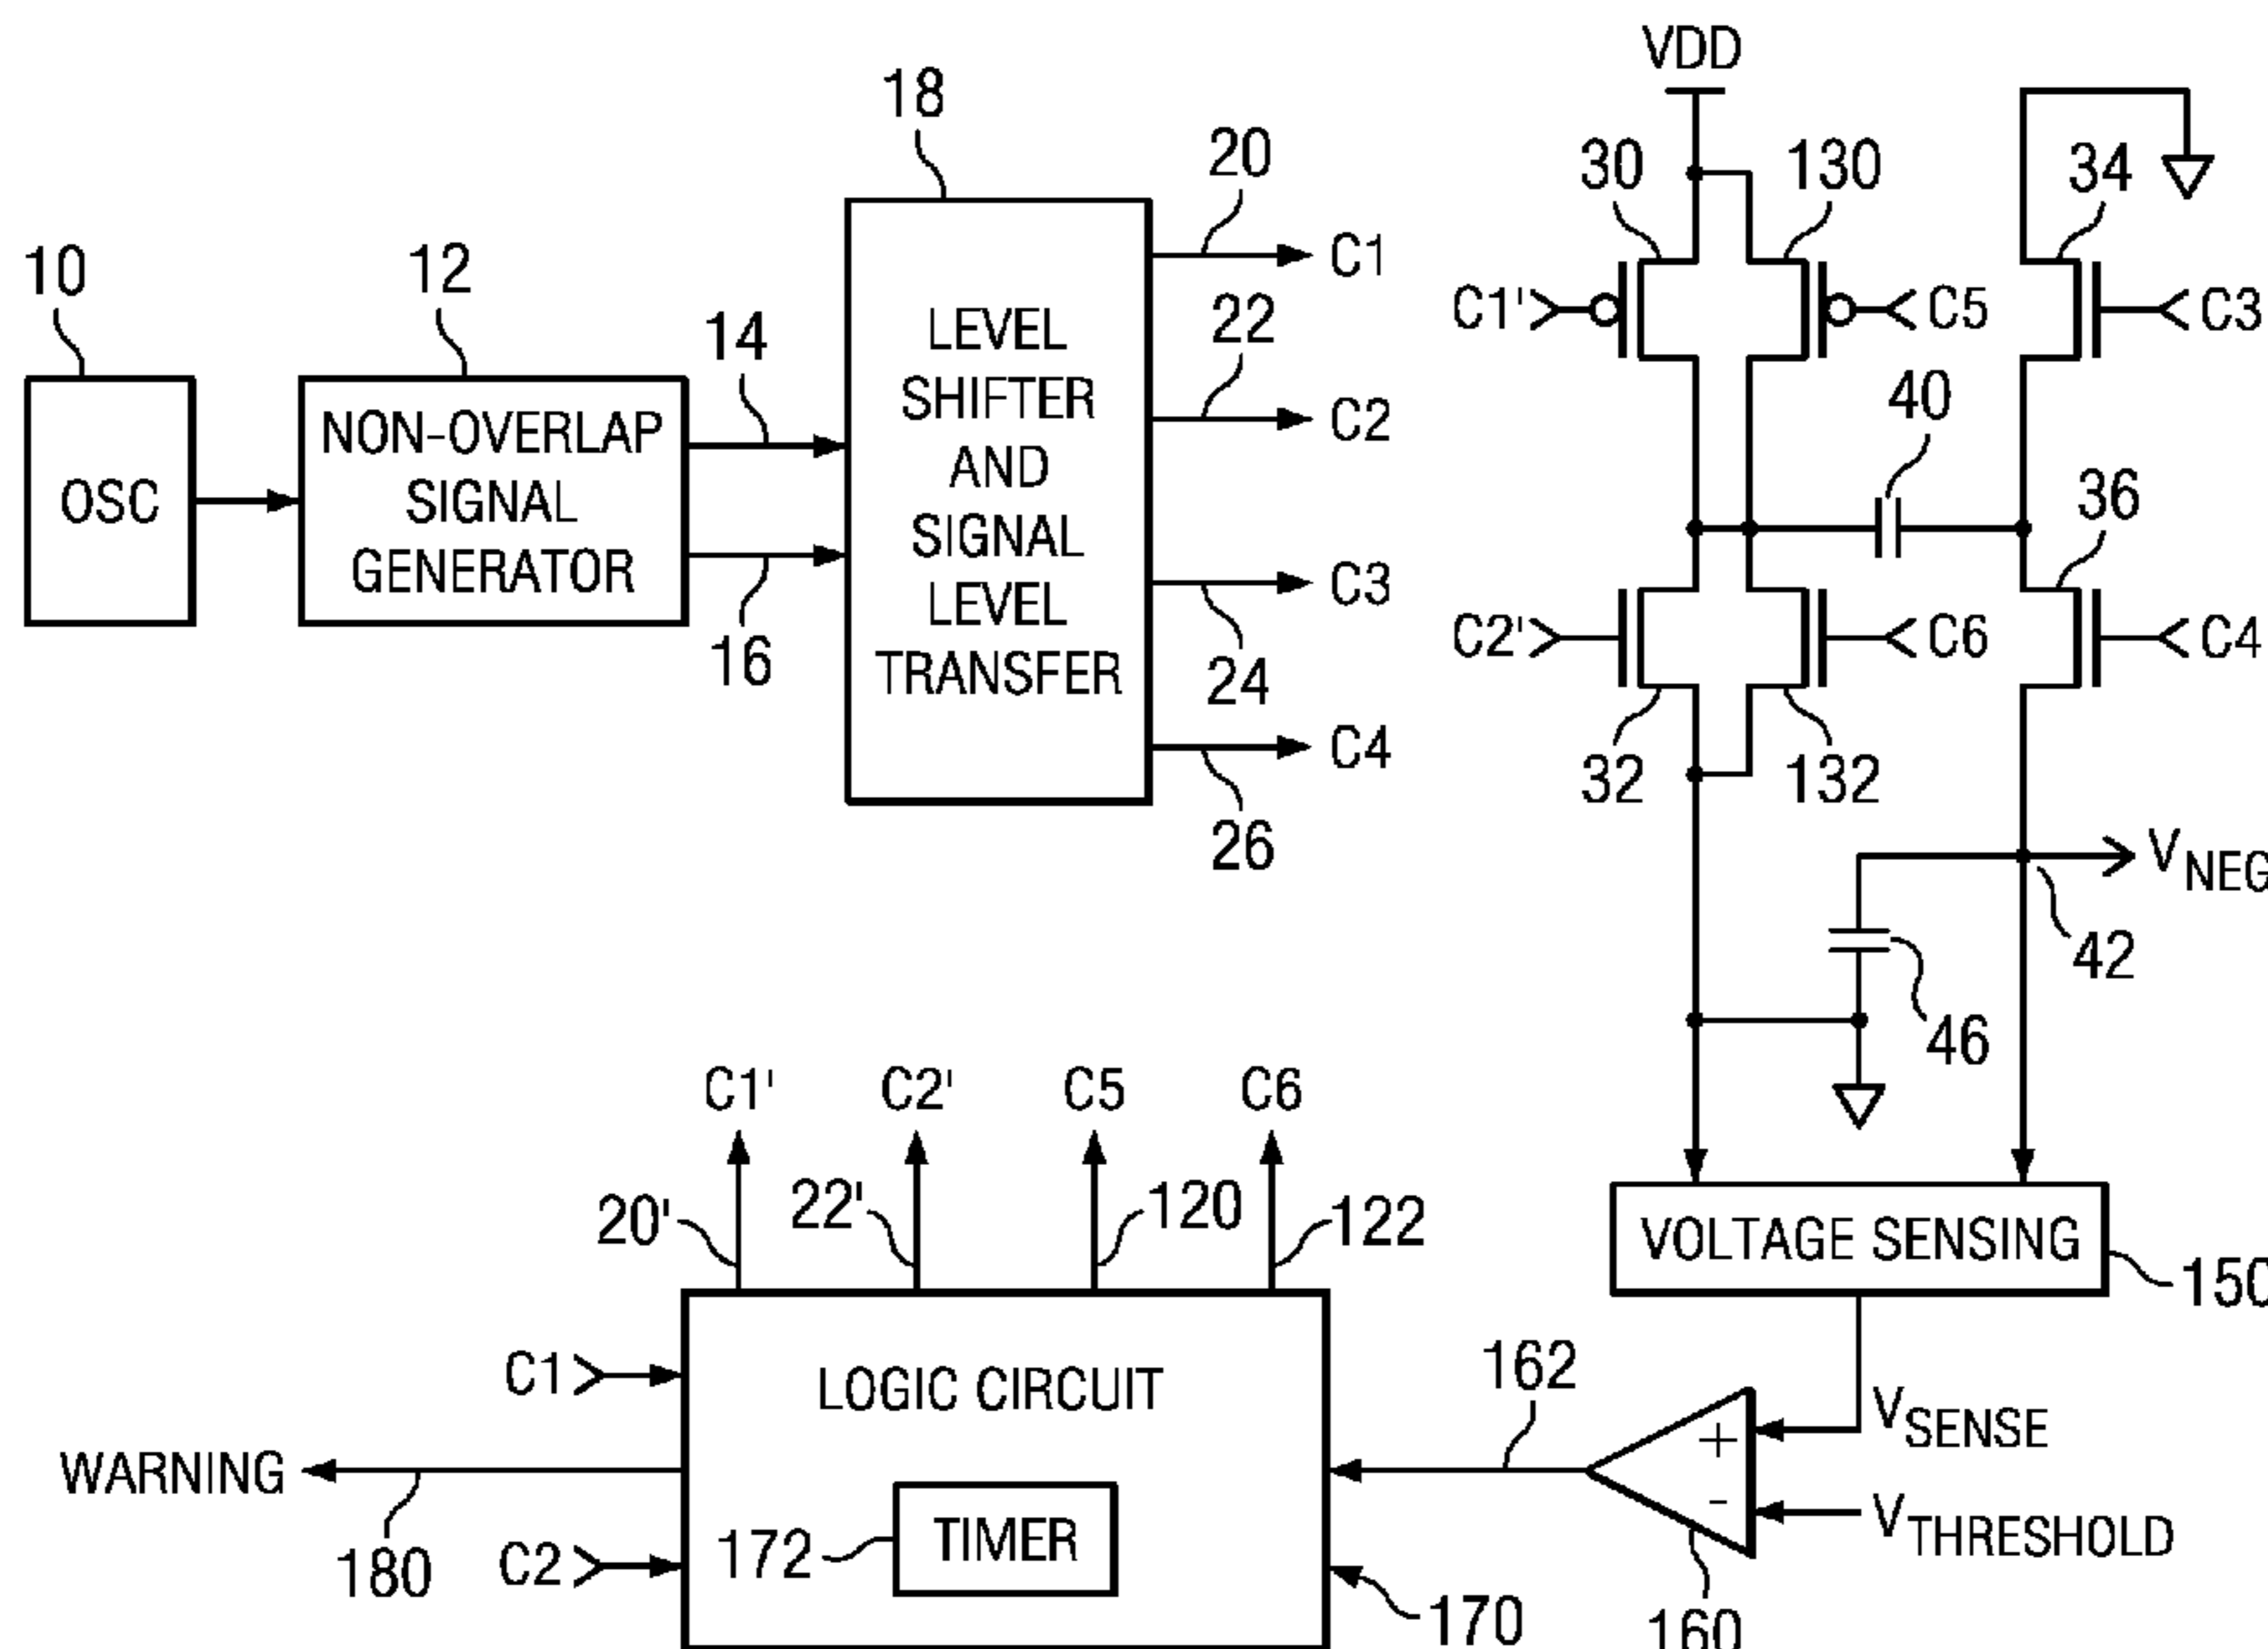 VDD
18
20
30
130
34
10
12
C1
C1'
C5
C3
14
22
LEVEL
SHIFTER
AND
SIGNAL
LEVEL
TRANSFER
40
NON-OVERLAP
SIGNAL
GENERATOR
C2
OSC
36
C3
16
24
C2'
C6
C4
C4
32
132
26
VNEG
42
46
C1'
C2'
C5
C6
20'
22'
120
122
VOLTAGE SENSING
150
C1
LOGIC CIRCUIT
162
VSENSE
+
WARNING
-
VTHRESHOLD
172
TIMER
180
C2
170
160